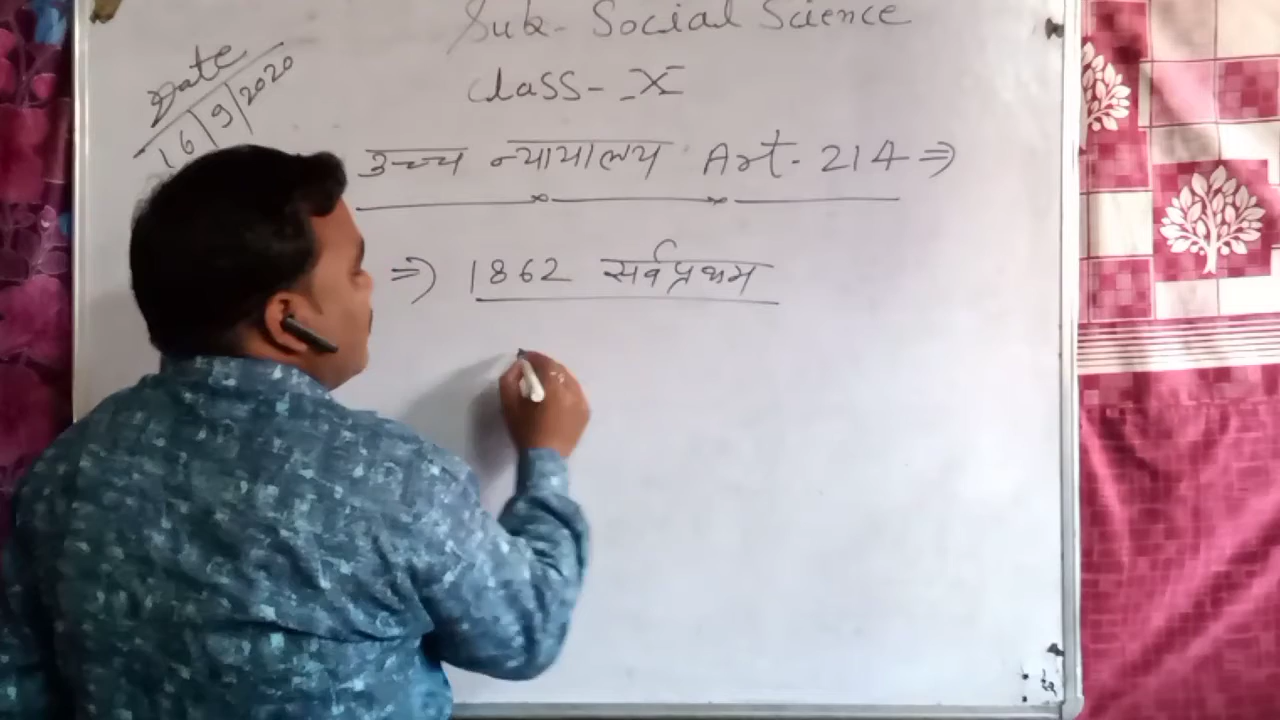 Sub- Social Science
Date
16/9/2020
Class- X
उच्च न्यायालय Art. 214 ⇒
⇒ 1862 सर्वप्रथम